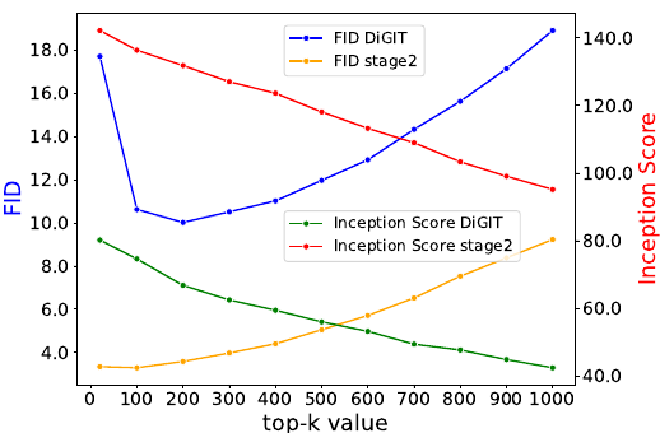 FID DiGIT
FID stage2
Inception Score DiGIT
Inception Score stage2
FID
18.0
16.0
14.0
12.0
10.0
8.0
6.0
4.0
140.0
120.0
100.0
80.0
60.0
40.0
Inception Score
0 100 200 300 400 500 600 700 800 900 1000
top-k value